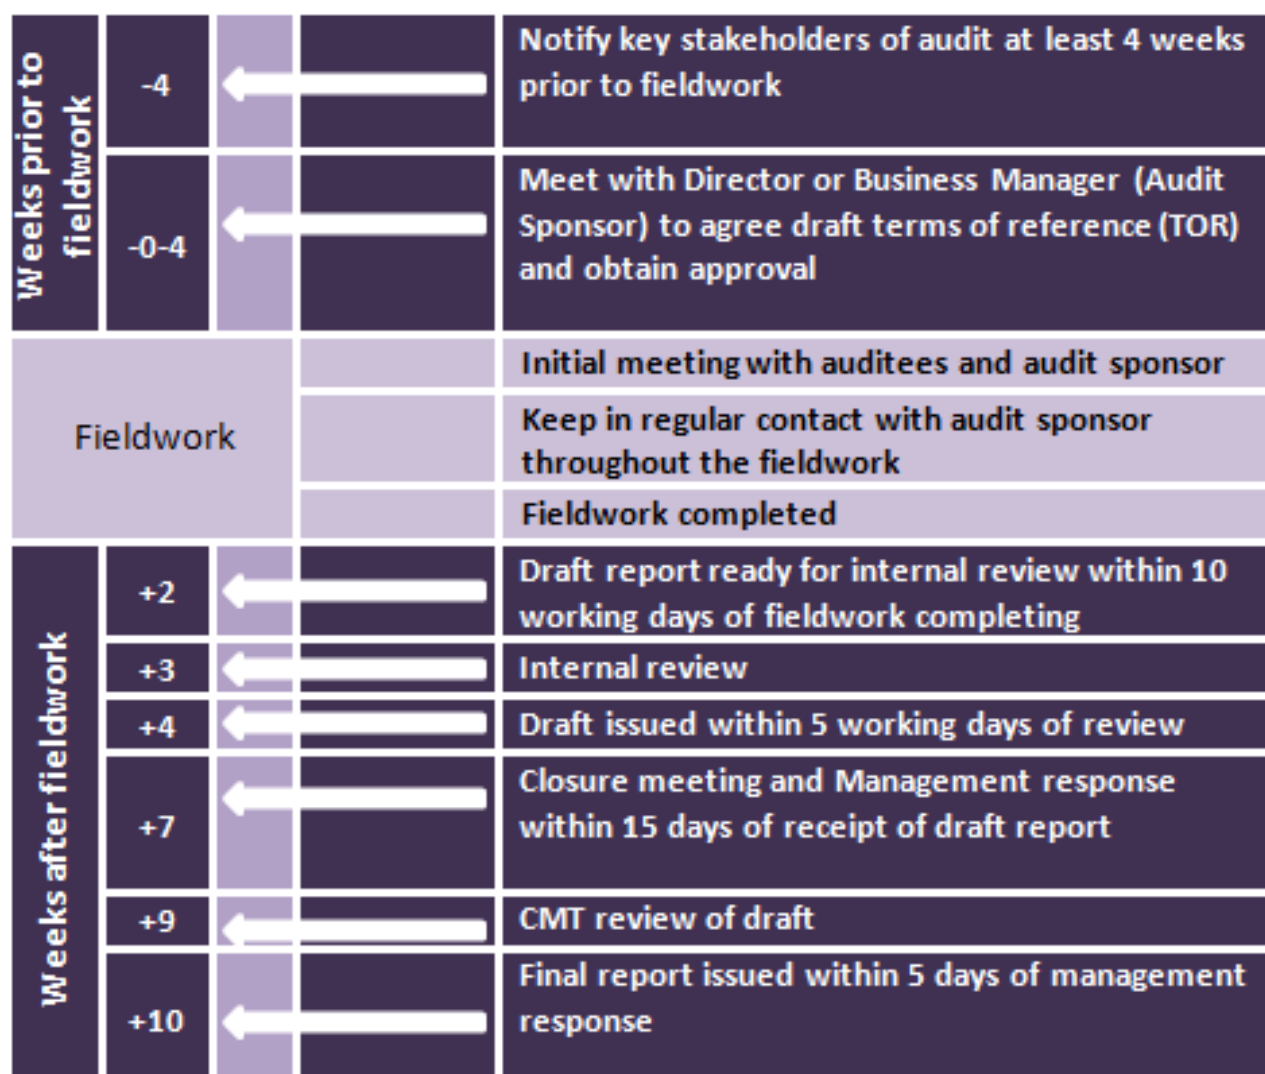 Weeks prior to
fieldwork
-4
Notify key stakeholders of audit at least 4 weeks
prior to fieldwork
-0-4
Meet with Director or Business Manager (Audit
Sponsor) to agree draft terms of reference (TOR)
and obtain approval
Fieldwork
Initial meeting with auditees and audit sponsor
Keep in regular contact with audit sponsor
throughout the fieldwork
Fieldwork completed
Weeks after fieldwork
+2
Draft report ready for internal review within 10
working days of fieldwork completing
+3
Internal review
+4
Draft issued within 5 working days of review
+7
Closure meeting and Management response
within 15 days of receipt of draft report
+9
CMT review of draft
+10
Final report issued within 5 days of management
response